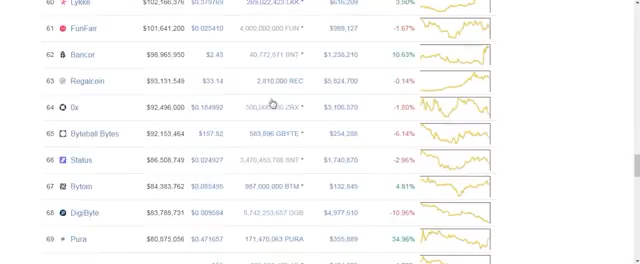 60 Lykke $102,166,376 $0.379769 269,022,423 LKK * $616,209 3.50%
61 FunFair $101,641,200 $0.025410 4,000,000,000 FUN * $989,127 -1.67%
62 Bancor $98,965,950 $2.43 40,772,871 BNT * $1,238,210 10.63%
63 Regalcoin $93,131,549 $33.14 2,810,000 REC $5,824,700 -0.14%
64 0x $92,496,000 $0.184992 500,000,000 ZRX * $3,106,570 -1.80%
65 Byteball Bytes $92,153,464 $157.82 583,896 GBYTE * $254,288 -6.14%
66 Status $86,508,749 $0.024927 3,470,483,788 SNT * $1,740,870 -2.96%
67 Bytom $84,383,762 $0.085495 987,000,000 BTM * $132,845 4.81%
68 DigiByte $83,788,731 $0.009584 8,742,253,657 DGB $4,977,610 -10.96%
69 Pura $80,875,056 $0.471657 171,470,063 PURA $355,889 34.96%